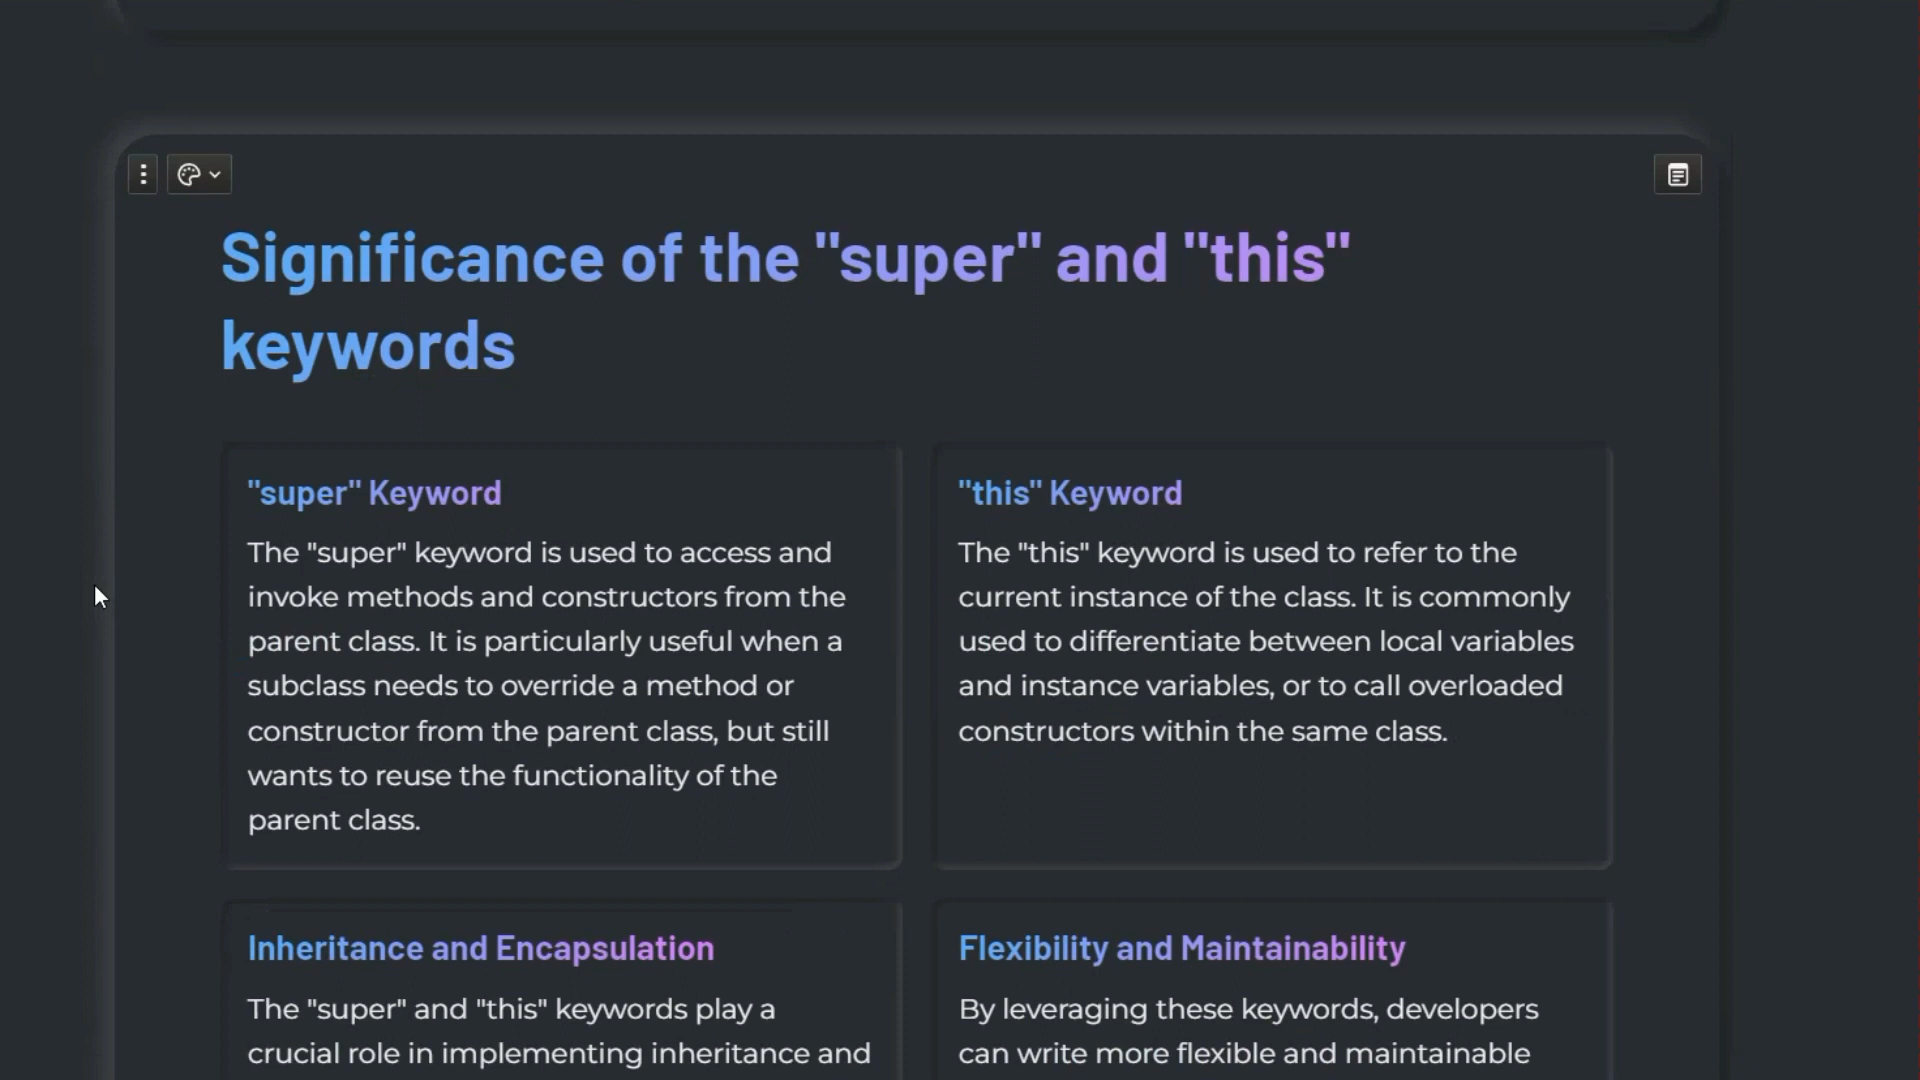 Significance of the "super" and "this"
keywords
"super" Keyword
The "super" keyword is used to access and
invoke methods and constructors from the
parent class. It is particularly useful when a
subclass needs to override a method or
constructor from the parent class, but still
wants to reuse the functionality of the
parent class.
"this" Keyword
The "this" keyword is used to refer to the
current instance of the class. It is commonly
used to differentiate between local variables
and instance variables, or to call overloaded
constructors within the same class.
Inheritance and Encapsulation
The "super" and "this" keywords play a
crucial role in implementing inheritance and
Flexibility and Maintainability
By leveraging these keywords, developers
can write more flexible and maintainable